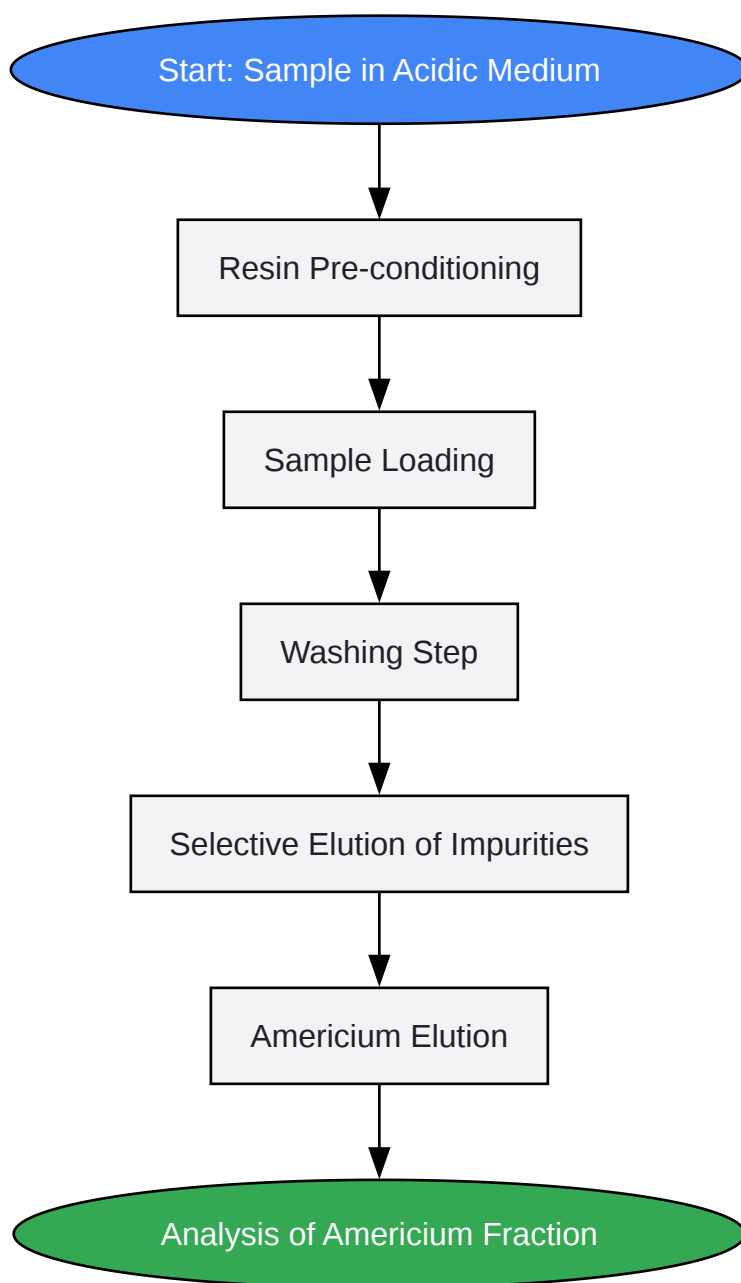 Start: Sample in Acidic Medium
Resin Pre-conditioning
Sample Loading
Washing Step
Selective Elution of Impurities
Americium Elution
Analysis of Americium Fraction